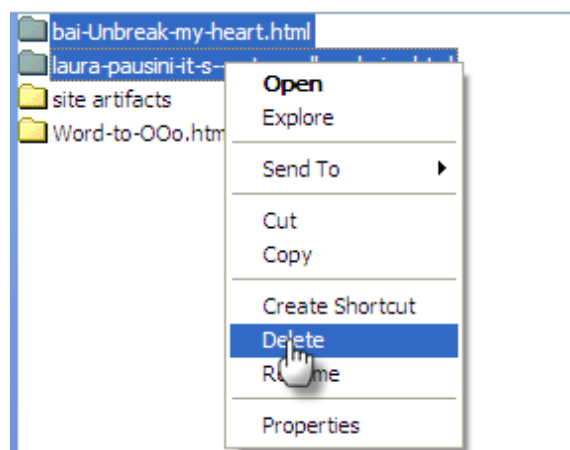 bai-Unbreak-my-heart.html
laura-pausini-it-s-
site artifacts
Word-to-OOo.htm
Open
Explore
Send To
Cut
Copy
Create Shortcut
Delete
Rename
Properties